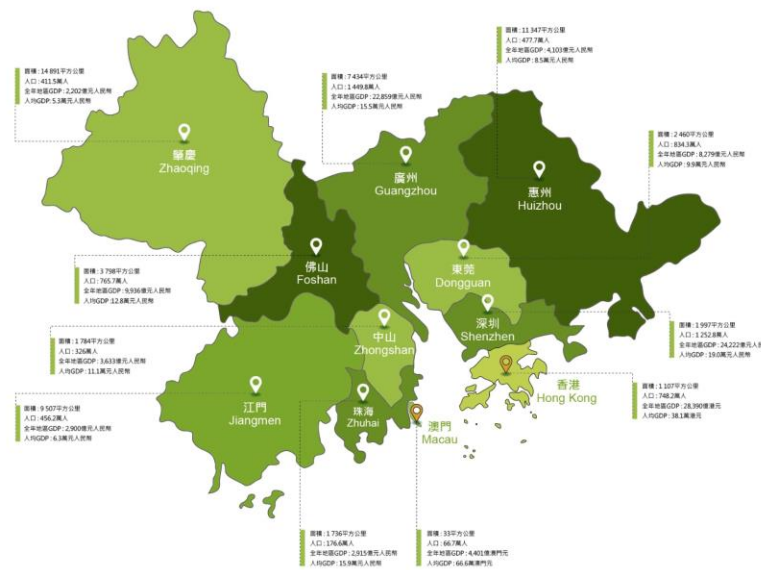 面積 : 11 347平方公里
人口 : 477.7萬人
全年地區GDP : 4,103億元人民幣
人均GDP : 8.5萬元人民幣
面積 : 14 891平方公里
人口 : 411.5萬人
全年地區GDP : 2,202億元人民幣
人均GDP : 5.3萬元人民幣
面積 : 7 434平方公里
人口 : 1 449.8萬人
全年地區GDP : 22,859億元人民幣
人均GDP : 15.5萬元人民幣
面積 : 2 460平方公里
人口 : 834.3萬人
全年地區GDP : 8,279億元人民幣
人均GDP : 9.9萬元人民幣
肇慶
Zhaoqing
廣州
Guangzhou
惠州
Huizhou
佛山
Foshan
東莞
Dongguan
面積 : 3 798平方公里
人口 : 765.7萬人
全年地區GDP : 9,936億元人民幣
人均GDP : 12.8萬元人民幣
深圳
Shenzhen
面積 : 1 997平方公里
人口 : 1 252.8萬人
全年地區GDP : 24,222億元人民
人均GDP : 19.0萬元人民幣
面積 : 1 784平方公里
人口 : 326萬人
全年地區GDP : 3,633億元人民幣
人均GDP : 11.1萬元人民幣
中山
Zhongshan
香港
Hong Kong
面積 : 1 107平方公里
人口 : 748.2萬人
全年地區GDP : 28,390億港元
人均GDP : 38.1萬港元
江門
Jiangmen
珠海
Zhuhai
澳門
Macau
面積 : 9 507平方公里
人口 : 456.2萬人
全年地區GDP : 2,900億元人民幣
人均GDP : 6.3萬元人民幣
面積 : 1 736平方公里
人口 : 176.6萬人
全年地區GDP : 2,915億元人民幣
人均GDP : 15.9萬元人民幣
面積 : 33平方公里
人口 : 66.7萬人
全年地區GDP : 4,401億澳門元
人均GDP : 66.6萬澳門元